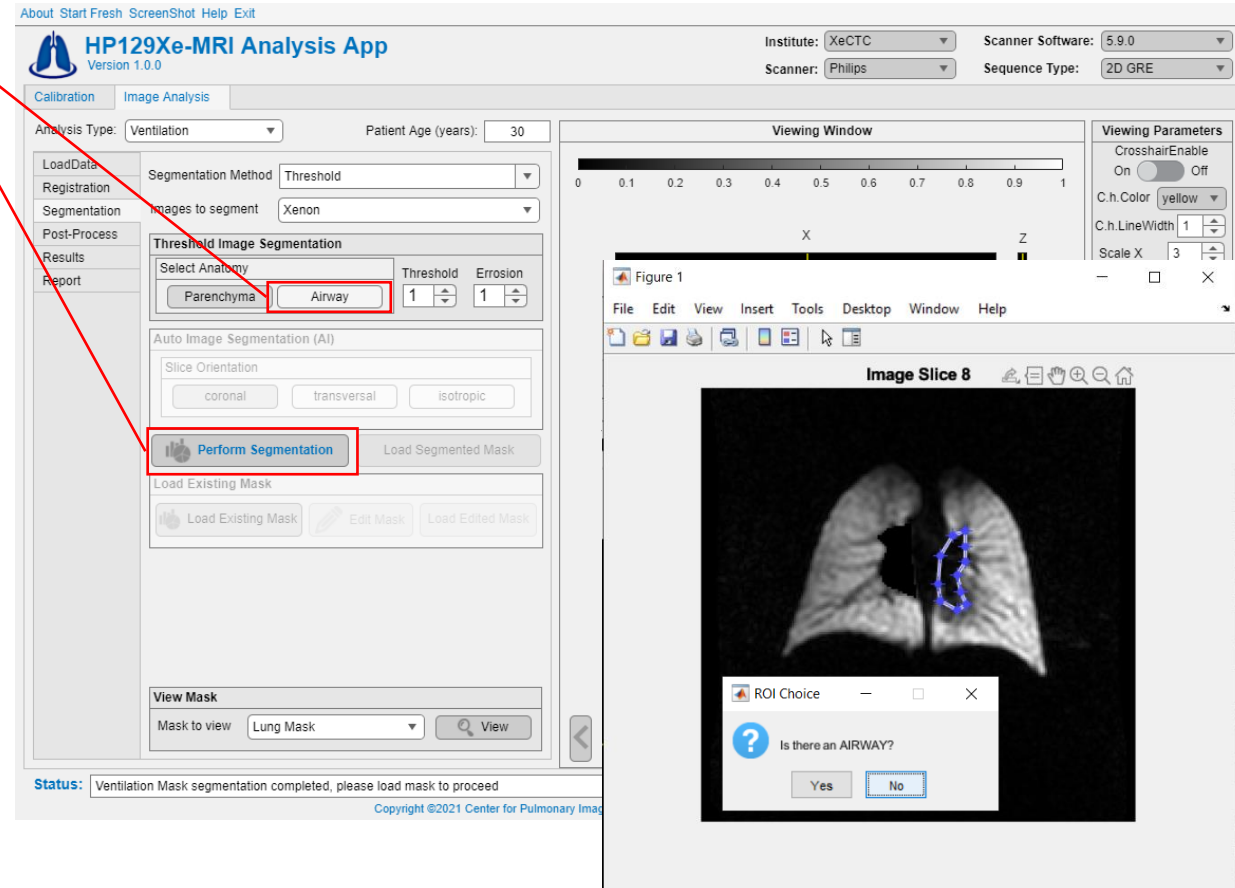 About Start Fresh ScreenShot Help Exit
HP129Xe-MRI Analysis App
Version 1.0.0
Institute: XeCTC Scanner Software: 5.9.0
Scanner: Philips Sequence Type: 2D GRE
Calibration Image Analysis
Analysis Type: Ventilation Patient Age (years): 30
LoadData
Registration
Segmentation
Post-Process
Results
Report
Segmentation Method Threshold
Images to segment Xenon
Threshold Image Segmentation
Select Anatomy Threshold Errosion
Parenchyma Airway 1 1
Auto Image Segmentation (AI)
Slice Orientation
coronal transversal isotropic
Perform Segmentation Load Segmented Mask
Load Existing Mask
Load Existing Mask Edit Mask Load Edited Mask
View Mask
Mask to view Lung Mask View
Viewing Window
0 0.1 0.2 0.3 0.4 0.5 0.6 0.7 0.8 0.9 1
X Z
Viewing Parameters
CrosshairEnable
On Off
C.h.Color yellow
C.h.LineWidth 1
Scale X 3
Figure 1
File Edit View Insert Tools Desktop Window Help
Image Slice 8
ROI Choice
Is there an AIRWAY?
Yes No
Status: Ventilation Mask segmentation completed, please load mask to proceed
Copyright ©2021 Center for Pulmonary Imag